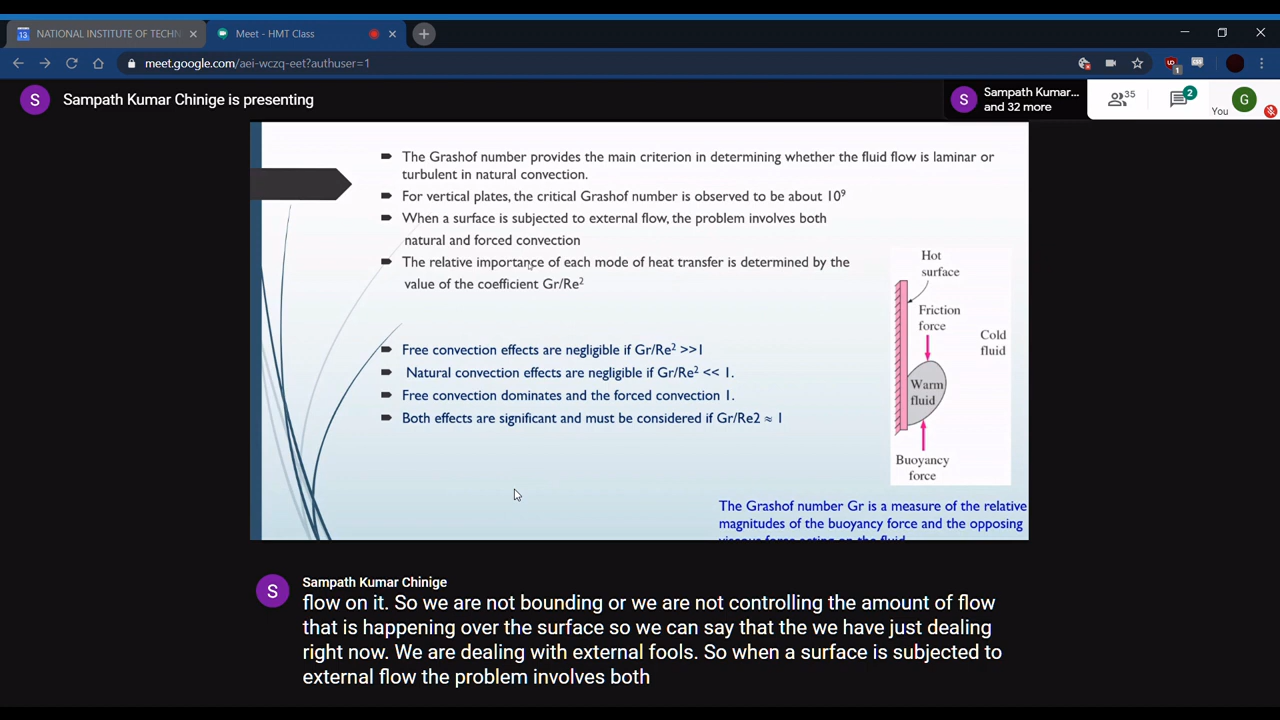 NATIONAL INSTITUTE OF TECHN
Meet - HMT Class
meet.google.com/aei-wczq-eet?authuser=1
S
Sampath Kumar Chinige is presenting
S
Sampath Kumar...
and 32 more
35
2
You
G
The Grashof number provides the main criterion in determining whether the fluid flow is laminar or
turbulent in natural convection.
For vertical plates, the critical Grashof number is observed to be about 10⁹
When a surface is subjected to external flow, the problem involves both
natural and forced convection
The relative importance of each mode of heat transfer is determined by the
value of the coefficient Gr/Re²
Free convection effects are negligible if Gr/Re² >>1
Natural convection effects are negligible if Gr/Re² << 1.
Free convection dominates and the forced convection 1.
Both effects are significant and must be considered if Gr/Re2 ≈ 1
Hot
surface
Friction
force
Cold
fluid
Warm
fluid
Buoyancy
force
The Grashof number Gr is a measure of the relative
magnitudes of the buoyancy force and the opposing
viscous force acting on the fluid
S
Sampath Kumar Chinige
flow on it. So we are not bounding or we are not controlling the amount of flow
that is happening over the surface so we can say that the we have just dealing
right now. We are dealing with external fools. So when a surface is subjected to
external flow the problem involves both